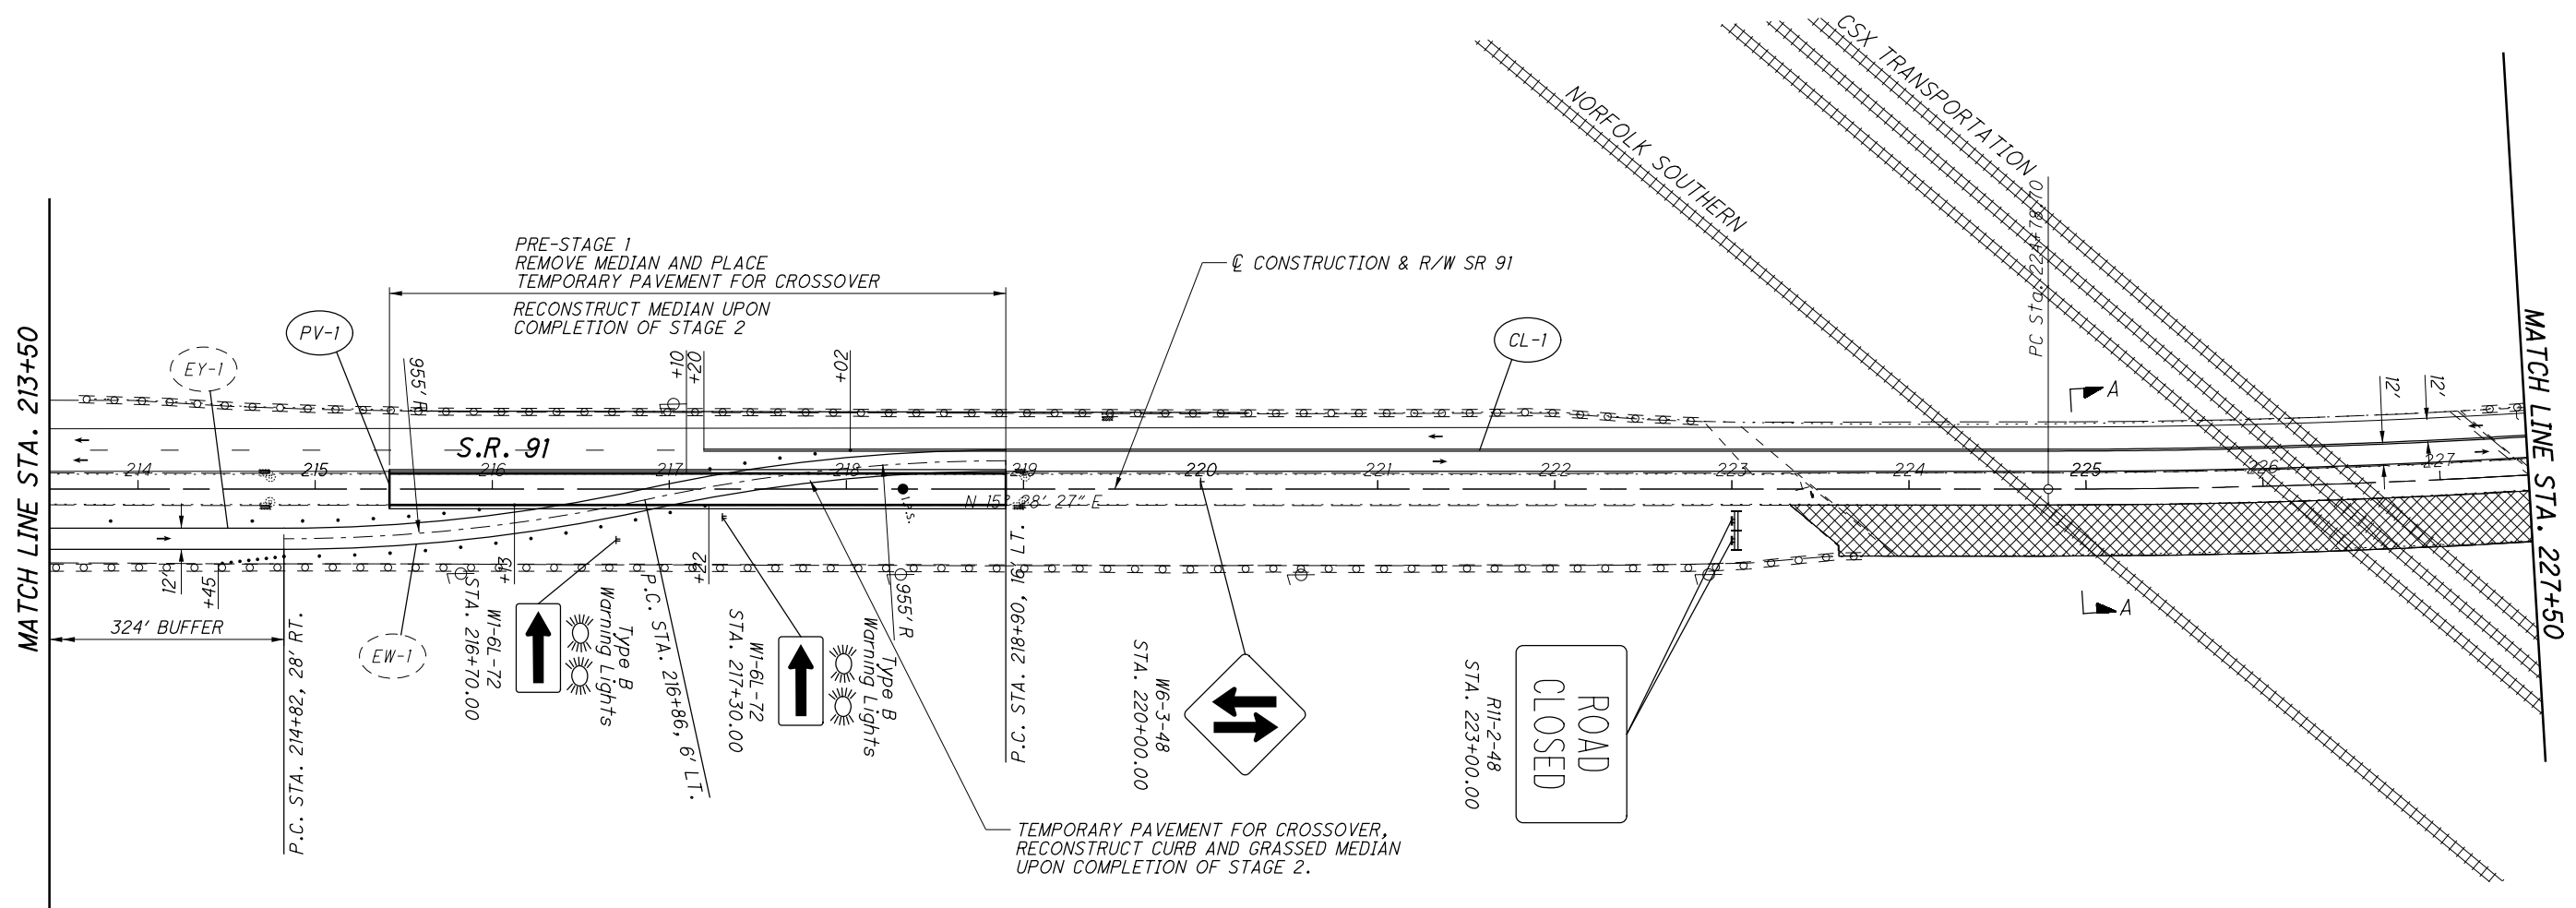 CSX TRANSPORTATION
NORFOLK SOUTHERN
PC Sta. 224+78.70
PRE-STAGE 1
REMOVE MEDIAN AND PLACE
TEMPORARY PAVEMENT FOR CROSSOVER
RECONSTRUCT MEDIAN UPON
COMPLETION OF STAGE 2
℄ CONSTRUCTION & R/W SR 91
MATCH LINE STA. 213+50
MATCH LINE STA. 227+50
PV-1
EY-1
CL-1
955' R
+10
+20
+02
A
12'
12'
S.R. 91
214
215
216
217
218
219
220
221
222
223
224
225
226
227
N 15° 28' 27" E
I.P.S.
12'
+45
+13
+22
A
324' BUFFER
EW-1
P.C. STA. 214+82, 28' RT.
W1-6L-72
STA. 216+70.00
Type B
Warning Lights
P.C. STA. 216+86, 6' LT.
W1-6L-72
STA. 217+30.00
Type B
Warning Lights
955' R
P.C. STA. 218+90, 16' LT.
W6-3-48
STA. 220+00.00
R11-2-48
STA. 223+00.00
ROAD
CLOSED
TEMPORARY PAVEMENT FOR CROSSOVER,
RECONSTRUCT CURB AND GRASSED MEDIAN
UPON COMPLETION OF STAGE 2.